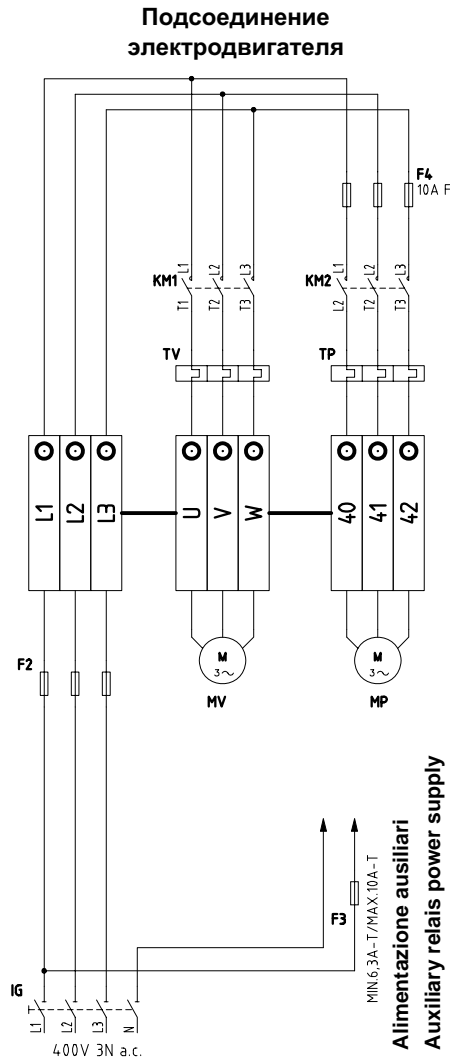 Подсоединение
электродвигателя
F4
10A F
KM1
L1
L2
L3
T1
T2
T3
KM2
L1
L2
L3
L2
T2
T3
TV
TP
L1
L2
L3
U
V
W
40
41
42
F2
M
3~
MV
M
3~
MP
F3
MIN.6,3A-T/MAX.10A-T
Alimentazione ausiliari
Auxiliary relais power supply
IG
L1
L2
L3
N
400V 3N a.c.